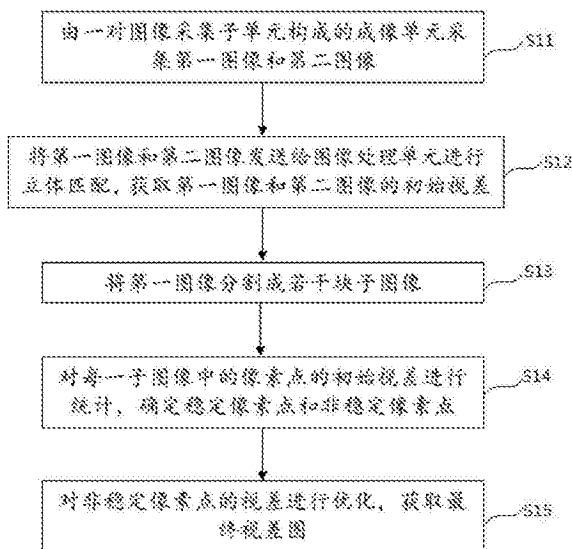 由一对图像采集子单元构成的成像单元采
集第一图像和第二图像
S11
将第一图像和第二图像发送给图像处理单元进行
立体匹配，获取第一图像和第二图像的初始视差
S12
将第一图像分割成若干块子图像
S13
对每一子图像中的像素点的初始视差进行
统计，确定稳定像素点和非稳定像素点
S14
对非稳定像素点的视差进行优化，获取最
终视差图
S15